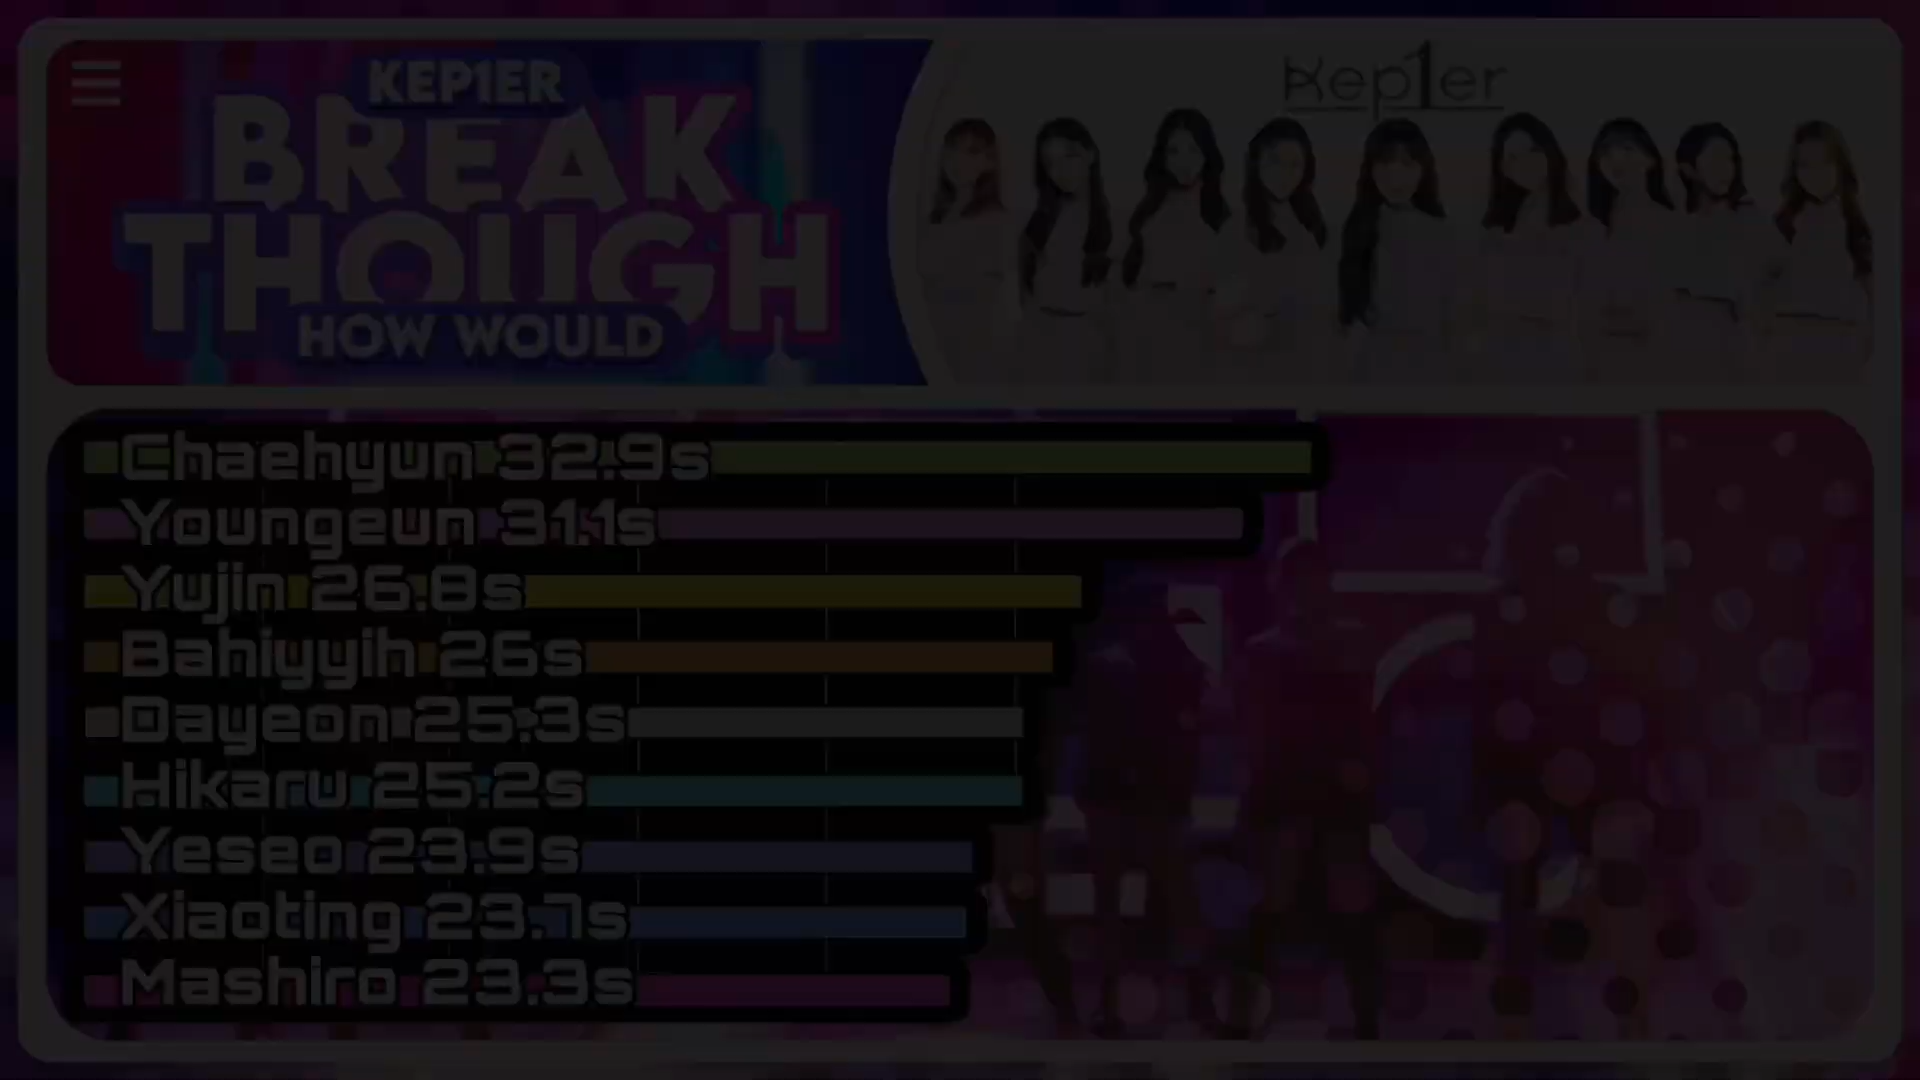 KEP1ER
BREAK
THOUGH
HOW WOULD
Kep1er
Chaehyun 32.9s
Youngeun 31.1s
Yujin 26.8s
Bahiyyih 26s
Dayeon 25.3s
Hikaru 25.2s
Yeseo 23.9s
Xiaoting 23.7s
Mashiro 23.3s